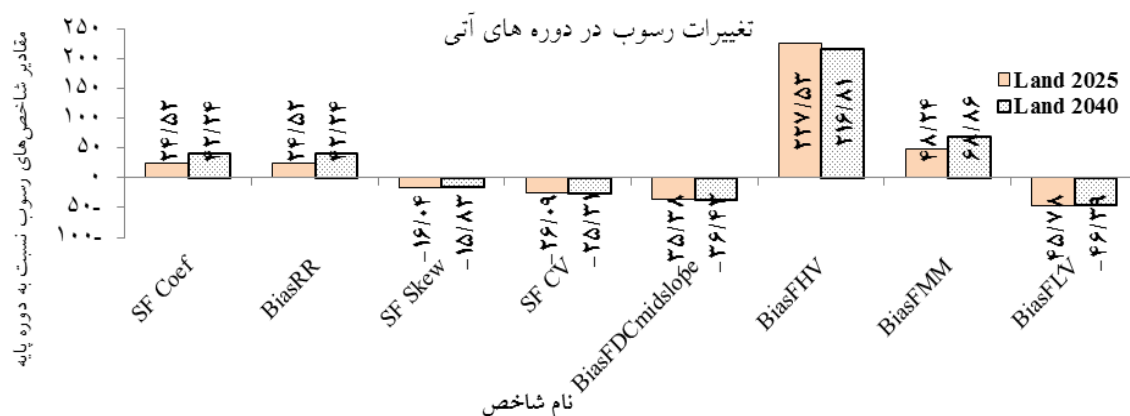 تغییرات رسوب در دوره های آتی
مقادیر شاخص‌های رسوب نسبت به دوره پایه
۲۵۰
۲۰۰
۱۵۰
۱۰۰
۵۰
۰
۵۰-
۱۰۰-
Land 2025
Land 2040
۲۴/۵۲
۴۲/۲۴
۲۴/۵۲
۴۲/۲۴
-۱۶/۰۴
-۱۵/۸۳
-۲۶/۰۹
-۳۵/۳۸
-۳۶/۴۳
۲۲۷/۵۳
۲۱۶/۸۱
۴۸/۲۴
۶۸/۸۶
-۴۵/۷۸
-۴۶/۳۹
SF Coef
BiasRR
SF Skew
SF CV
BiasFDCmidslope
BiasFHV
BiasFMM
BiasFLV
نام شاخص